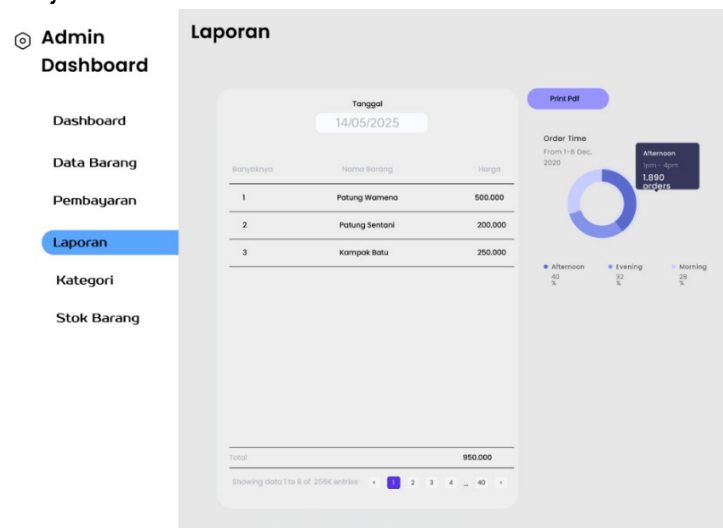 Admin
Dashboard
Dashboard
Data Barang
Pembayaran
Laporan
Kategori
Stok Barang
Laporan
Tanggal
14/05/2025
Banyaknya Nama Barang Harga
1 Patung Wamena 500.000
2 Patung Sentani 200.000
3 Kampak Batu 250.000
Total 950.000
Showing data 1 to 8 of 256K entries < 1 2 3 4 ... 40 >
Print Pdf
Order Time
From 1-6 Dec,
2020
Afternoon
1pm - 4pm
1.890
orders
Afternoon Evening Morning
40 32 28
% % %